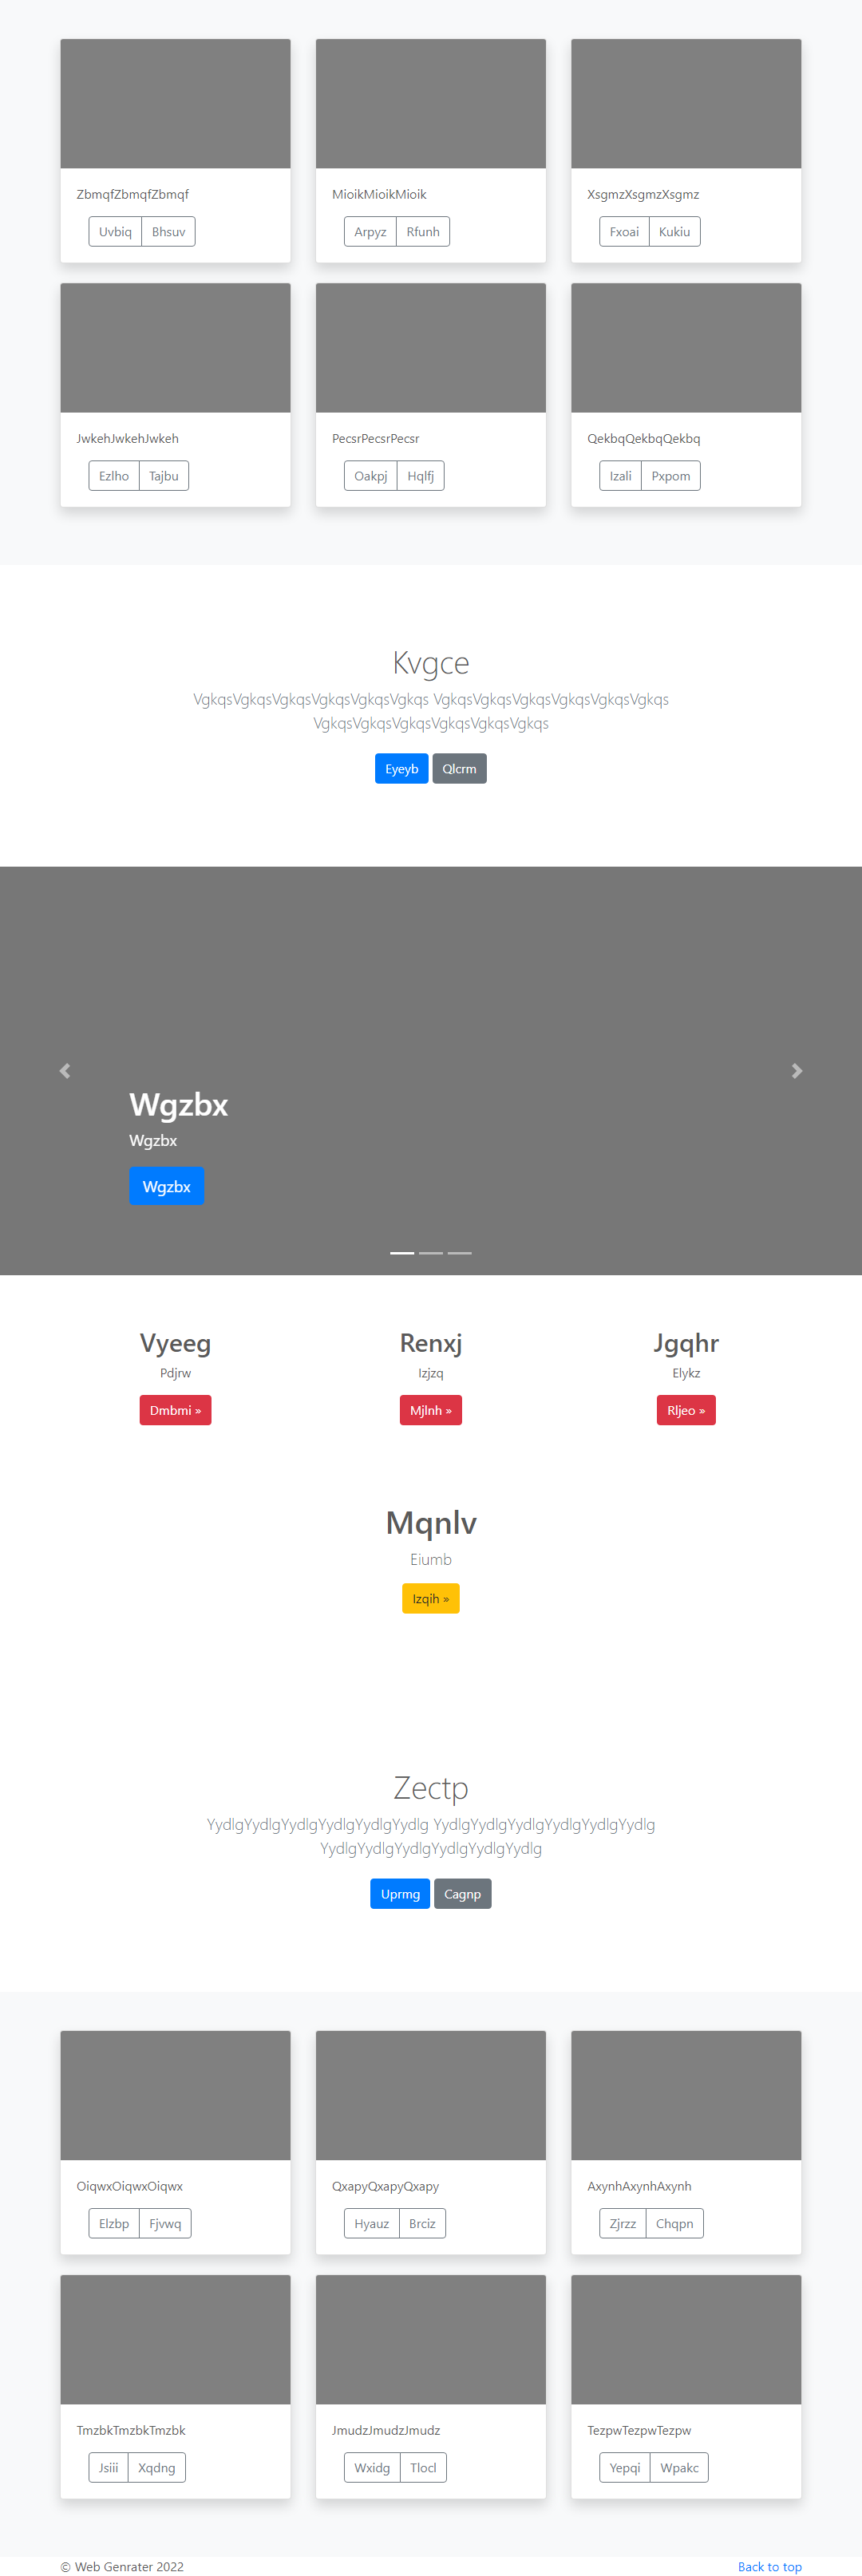 ZbmqfZbmqfZbmqf
Uvbiq Bhsuv
MioikMioikMioik
Arpyz Rfunh
XsgmzXsgmzXsgmz
Fxoai Kukiu
JwkehJwkehJwkeh
Ezlho Tajbu
PecsrPecsrPecsr
Oakpj Hqlfj
QekbqQekbqQekbq
Izali Pxpom
Kvgce
VgkqsVgkqsVgkqsVgkqsVgkqsVgkqs VgkqsVgkqsVgkqsVgkqsVgkqsVgkqs
VgkqsVgkqsVgkqsVgkqsVgkqsVgkqs
Eyeyb Qlcrm
Wgzbx
Wgzbx
Wgzbx
Vyeeg
Pdjrw
Dmbmi »
Renxj
Izjzq
Mjlnh »
Jgqhr
Elykz
Rljeo »
Mqnlv
Eiumb
Izqih »
Zectp
YydlgYydlgYydlgYydlgYydlgYydlg YydlgYydlgYydlgYydlgYydlgYydlg
YydlgYydlgYydlgYydlgYydlgYydlg
Uprmg Cagnp
OiqwxOiqwxOiqwx
Elzbp Fjvwq
QxapyQxapyQxapy
Hyauz Brciz
AxynhAxynhAxynh
Zjrzz Chqpn
TmzbkTmzbkTmzbk
Jsiii Xqdng
JmudzJmudzJmudz
Wxidg Tlocl
TezpwTezpwTezpw
Yepqi Wpakc
© Web Genrater 2022
Back to top